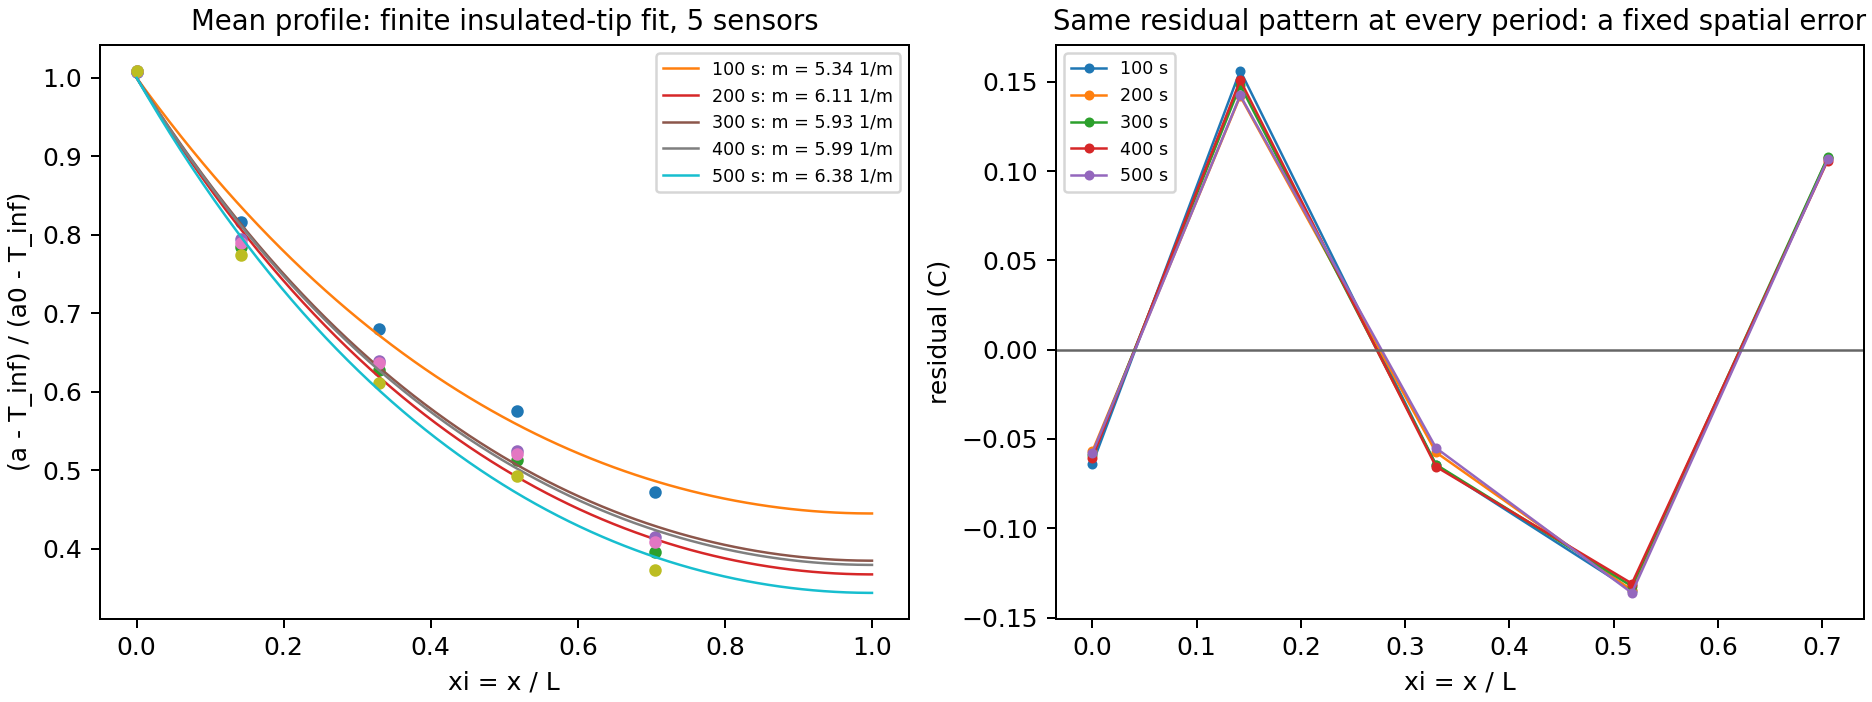 Mean profile: finite insulated-tip fit, 5 sensors
(a - T_inf) / (a0 - T_inf)
1.0
0.9
0.8
0.7
0.6
0.5
0.4
100 s: m = 5.34 1/m
200 s: m = 6.11 1/m
300 s: m = 5.93 1/m
400 s: m = 5.99 1/m
500 s: m = 6.38 1/m
0.0 0.2 0.4 0.6 0.8 1.0
xi = x / L
Same residual pattern at every period: a fixed spatial error
residual (C)
0.15
0.10
0.05
0.00
−0.05
−0.10
−0.15
100 s
200 s
300 s
400 s
500 s
0.0 0.1 0.2 0.3 0.4 0.5 0.6 0.7
xi = x / L